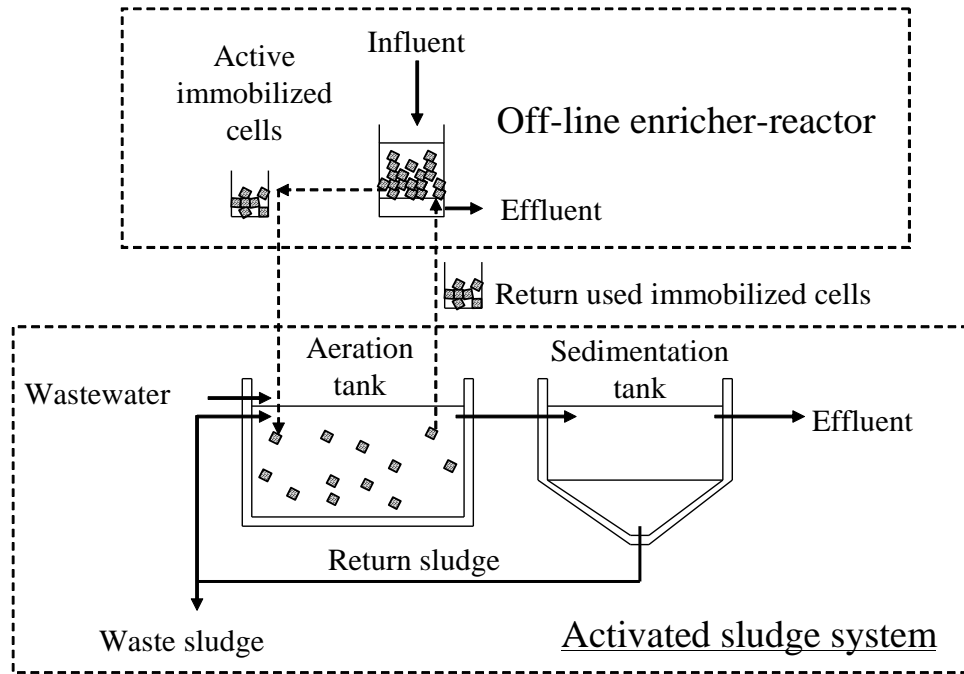 Active
immobilized
cells
Influent
Off-line enricher-reactor
Effluent
Return used immobilized cells
Aeration
tank
Sedimentation
tank
Wastewater
Effluent
Return sludge
Waste sludge
Activated sludge system